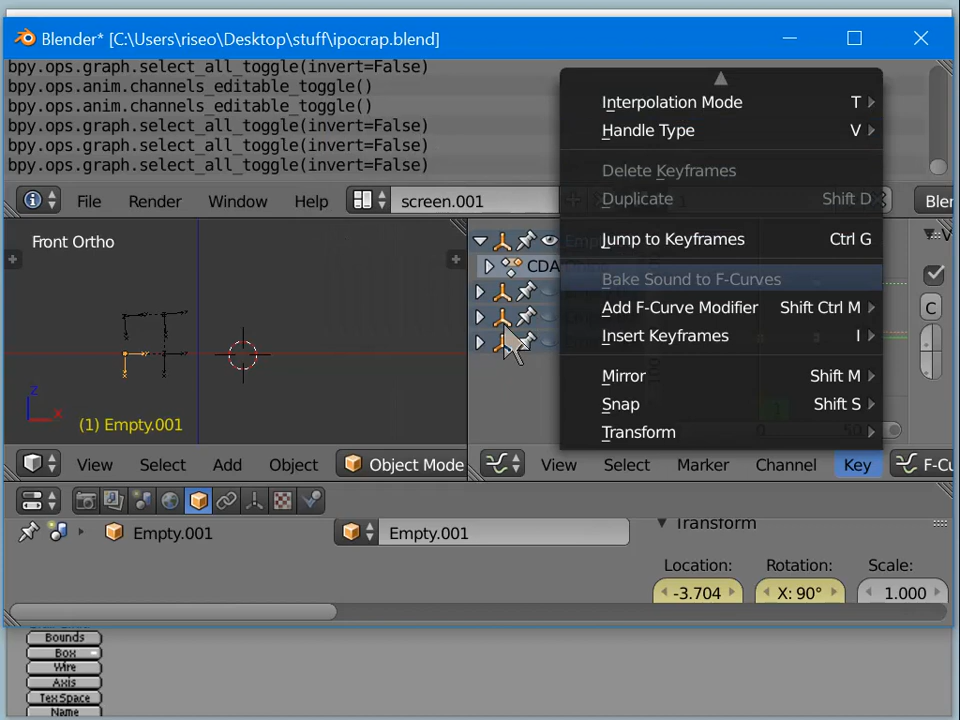 Blender* [C:\Users\riseo\Desktop\stuff\ipocrap.blend]
bpy.ops.graph.select_all_toggle(invert=False)
bpy.ops.anim.channels_editable_toggle()
bpy.ops.anim.channels_editable_toggle()
bpy.ops.graph.select_all_toggle(invert=False)
bpy.ops.graph.select_all_toggle(invert=False)
bpy.ops.graph.select_all_toggle(invert=False)
File Render Window Help screen.001
Interpolation Mode T
Handle Type V
Delete Keyframes
Duplicate Shift D
Jump to Keyframes Ctrl G
Bake Sound to F-Curves
Add F-Curve Modifier Shift Ctrl M
Insert Keyframes I
Mirror Shift M
Snap Shift S
Transform
Front Ortho
z
x
(1) Empty.001
View Select Add Object Object Mode
View Select Marker Channel Key
Empty.001
Empty.001
Transform
Location: Rotation: Scale:
-3.704 X: 90° 1.000
Bounds
Box
Wire
Axis
TexSpace
Name